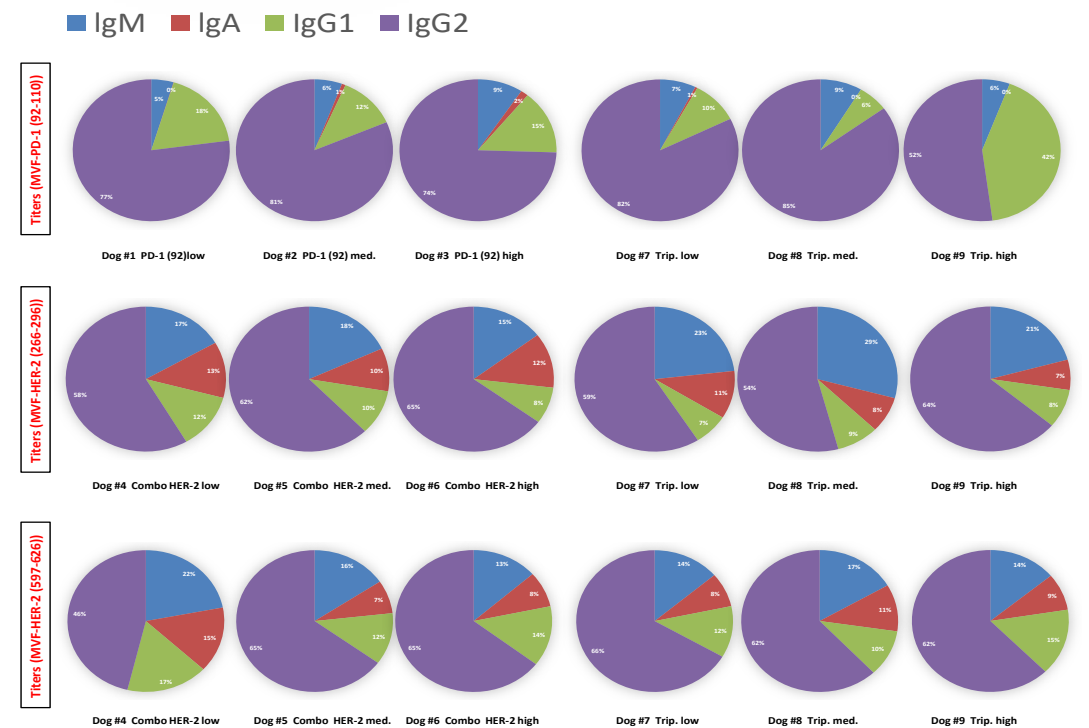 IgM IgA IgG1 IgG2
Titers (MVF-PD-1 (92-110))
5% 0% 18% 77%
6% 1% 12% 81%
9% 2% 15% 74%
7% 1% 10% 82%
9% 0% 6% 85%
6% 0% 42% 52%
Dog #1 PD-1 (92)low
Dog #2 PD-1 (92) med.
Dog #3 PD-1 (92) high
Dog #7 Trip. low
Dog #8 Trip. med.
Dog #9 Trip. high
Titers (MVF-HER-2 (266-296))
17% 13% 12% 58%
18% 10% 10% 62%
15% 12% 8% 65%
23% 11% 7% 59%
29% 8% 9% 54%
21% 7% 8% 64%
Dog #4 Combo HER-2 low
Dog #5 Combo HER-2 med.
Dog #6 Combo HER-2 high
Dog #7 Trip. low
Dog #8 Trip. med.
Dog #9 Trip. high
Titers (MVF-HER-2 (597-626))
22% 15% 17% 46%
16% 7% 12% 65%
13% 8% 14% 65%
14% 8% 12% 66%
17% 11% 10% 62%
14% 9% 15% 62%
Dog #4 Combo HER-2 low
Dog #5 Combo HER-2 med.
Dog #6 Combo HER-2 high
Dog #7 Trip. low
Dog #8 Trip. med.
Dog #9 Trip. high